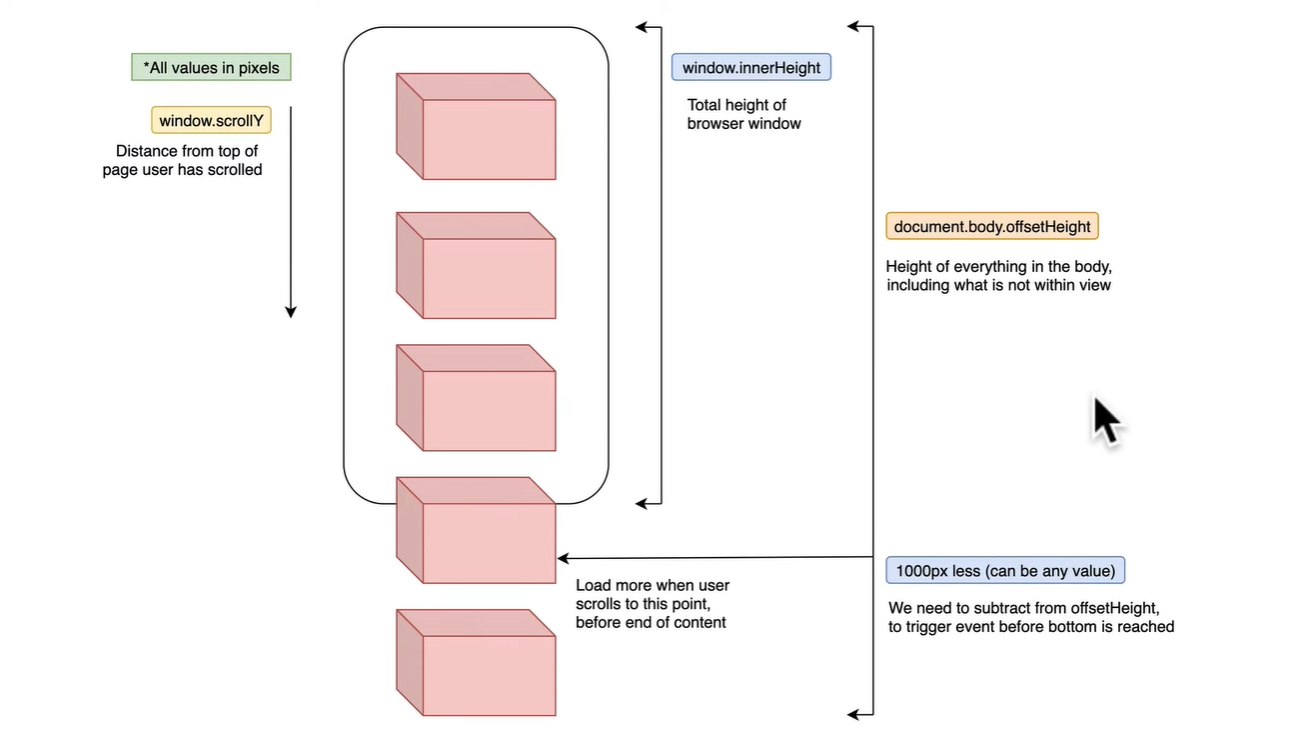 *All values in pixels
window.scrollY
Distance from top of
page user has scrolled
window.innerHeight
Total height of
browser window
document.body.offsetHeight
Height of everything in the body,
including what is not within view
Load more when user
scrolls to this point,
before end of content
1000px less (can be any value)
We need to subtract from offsetHeight,
to trigger event before bottom is reached